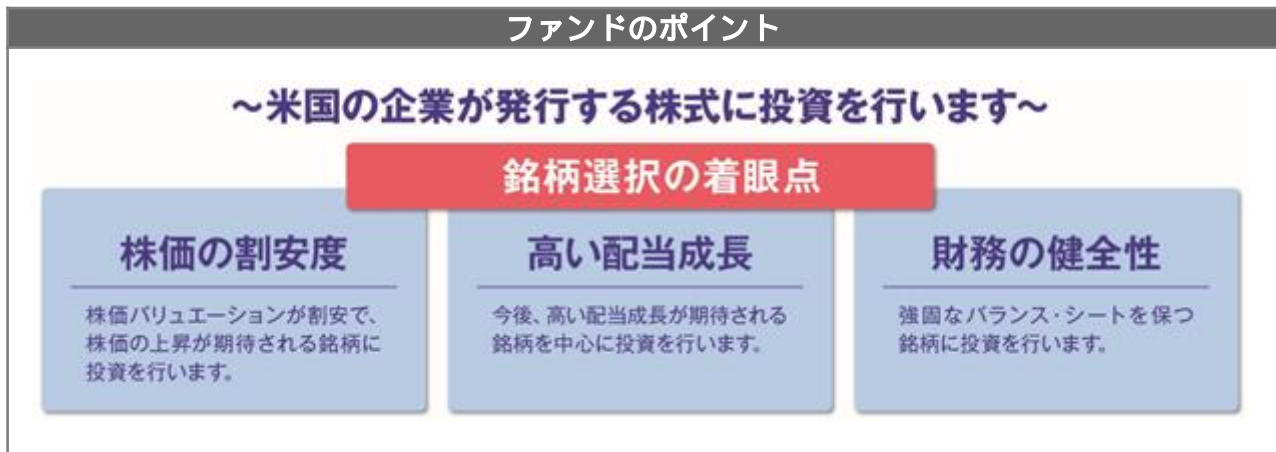 ファンドのポイント
～米国の企業が発行する株式に投資を行います～
銘柄選択の着眼点
株価の割安度
株価バリュエーションが割安で、
株価の上昇が期待される銘柄に
投資を行います。
高い配当成長
今後、高い配当成長が期待される
銘柄を中心に投資を行います。
財務の健全性
強固なバランス・シートを保つ
銘柄に投資を行います。